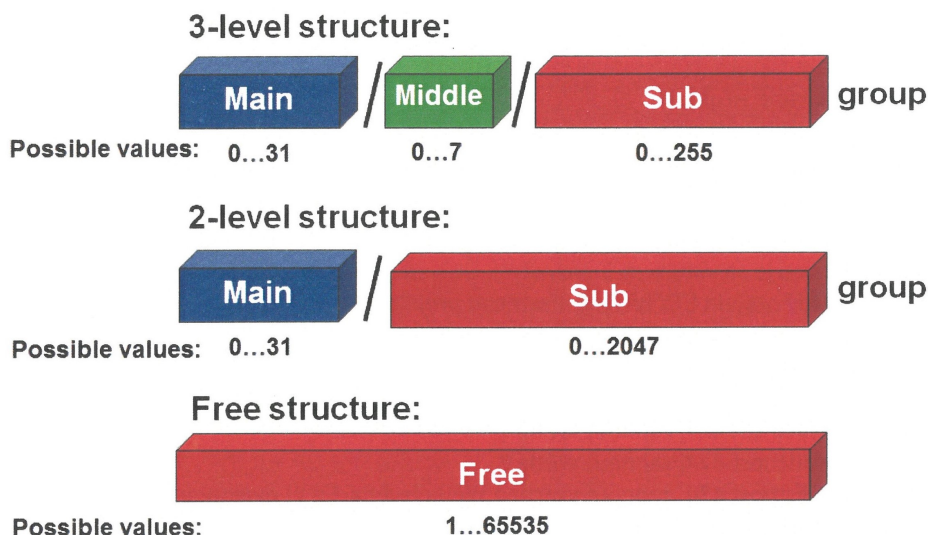 3-level structure:
Main / Middle / Sub group
Possible values: 0...31 0...7 0...255
2-level structure:
Main / Sub group
Possible values: 0...31 0...2047
Free structure:
Free
Possible values: 1...65535